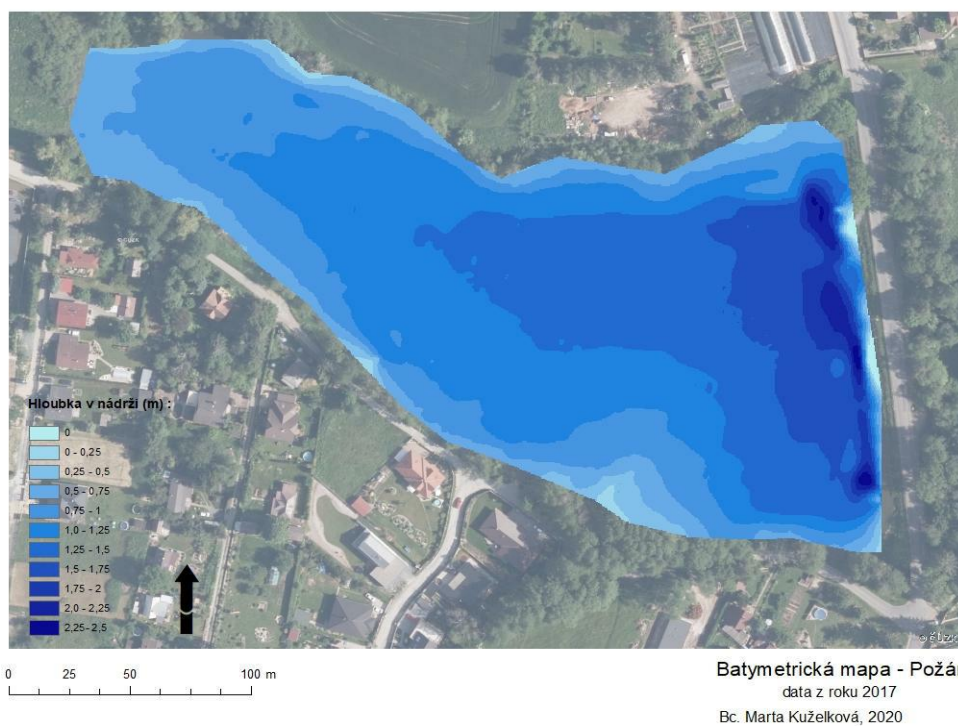 Hloubka v nádrži (m) :
0
0 - 0,25
0,25 - 0,5
0,5 - 0,75
0,75 - 1
1,0 - 1,25
1,25 - 1,5
1,5 - 1,75
1,75 - 2
2,0 - 2,25
2,25 - 2,5
0 25 50 100 m
Batymetrická mapa - Požá
data z roku 2017
Bc. Marta Kuželková, 2020